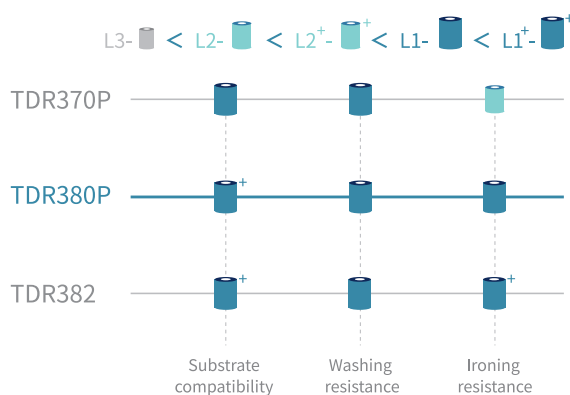 L3- < L2- < L2+- + < L1- < L1+- +
TDR370P
TDR380P +
TDR382 + +
Substrate compatibility
Washing resistance
Ironing resistance